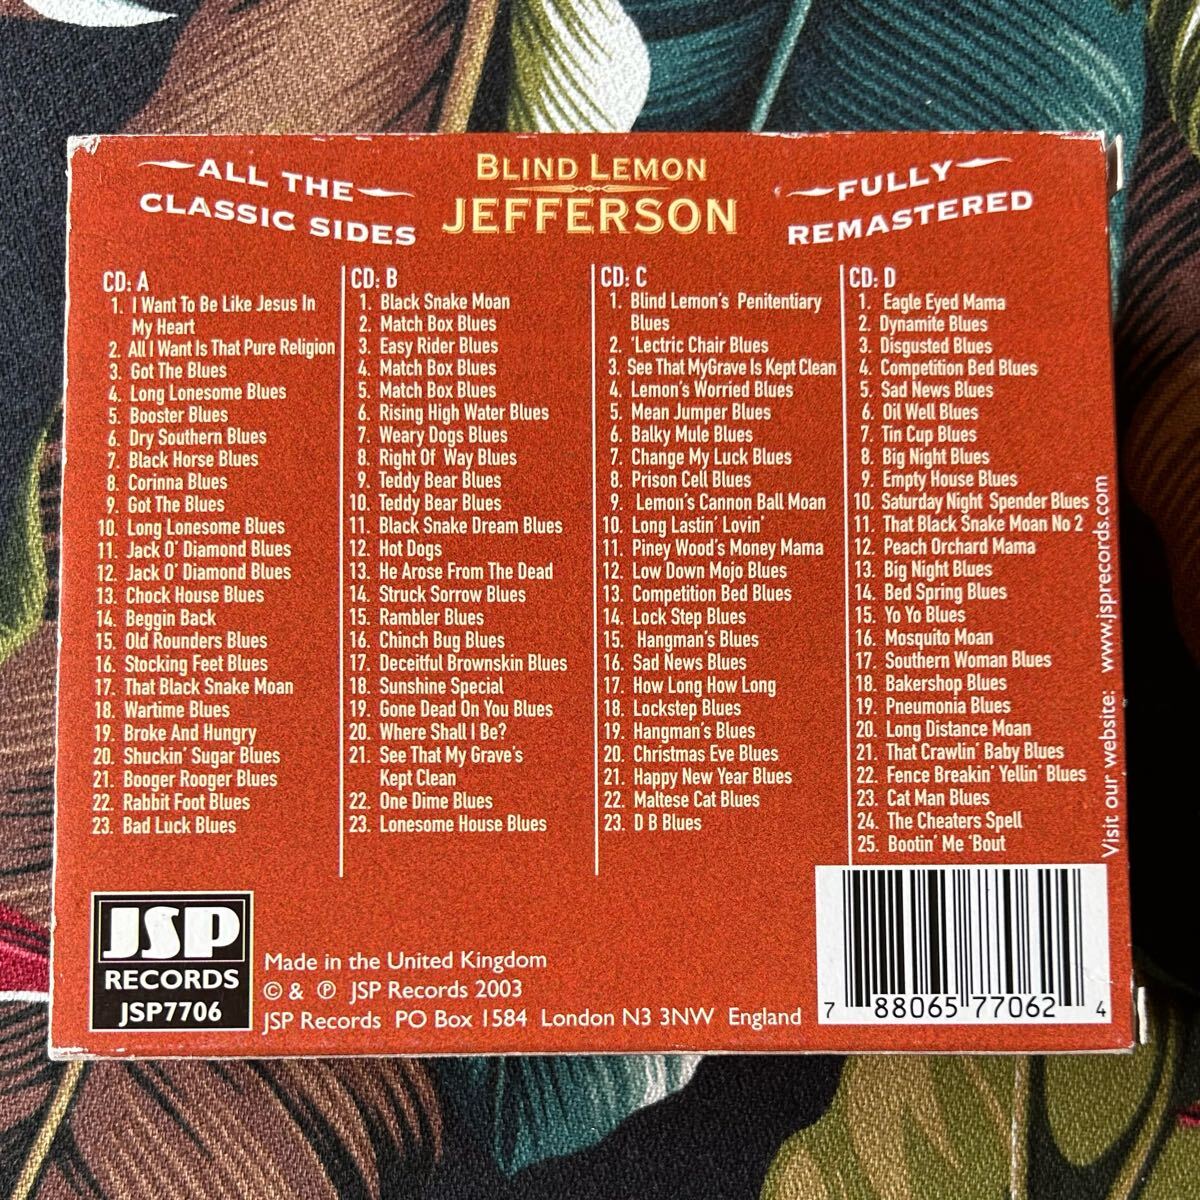 ALL THE
CLASSIC SIDES
BLIND LEMON
JEFFERSON
FULLY
REMASTERED
CD: A
1. I Want To Be Like Jesus In
My Heart
2. All I Want Is That Pure Religion
3. Got The Blues
4. Long Lonesome Blues
5. Booster Blues
6. Dry Southern Blues
7. Black Horse Blues
8. Corinna Blues
9. Got The Blues
10. Long Lonesome Blues
11. Jack O' Diamond Blues
12. Jack O' Diamond Blues
13. Chock House Blues
14. Beggin Back
15. Old Rounders Blues
16. Stocking Feet Blues
17. That Black Snake Moan
18. Wartime Blues
19. Broke And Hungry
20. Shuckin' Sugar Blues
21. Booger Rooger Blues
22. Rabbit Foot Blues
23. Bad Luck Blues
CD: B
1. Black Snake Moan
2. Match Box Blues
3. Easy Rider Blues
4. Match Box Blues
5. Match Box Blues
6. Rising High Water Blues
7. Weary Dogs Blues
8. Right Of Way Blues
9. Teddy Bear Blues
10. Teddy Bear Blues
11. Black Snake Dream Blues
12. Hot Dogs
13. He Arose From The Dead
14. Struck Sorrow Blues
15. Rambler Blues
16. Chinch Bug Blues
17. Deceitful Brownskin Blues
18. Sunshine Special
19. Gone Dead On You Blues
20. Where Shall I Be?
21. See That My Grave's
Kept Clean
22. One Dime Blues
23. Lonesome House Blues
CD: C
1. Blind Lemon's Penitentiary
Blues
2. 'Lectric Chair Blues
3. See That MyGrave Is Kept Clean
4. Lemon's Worried Blues
5. Mean Jumper Blues
6. Balky Mule Blues
7. Change My Luck Blues
8. Prison Cell Blues
9. Lemon's Cannon Ball Moan
10. Long Lastin' Lovin'
11. Piney Wood's Money Mama
12. Low Down Mojo Blues
13. Competition Bed Blues
14. Lock Step Blues
15. Hangman's Blues
16. Sad News Blues
17. How Long How Long
18. Lockstep Blues
19. Hangman's Blues
20. Christmas Eve Blues
21. Happy New Year Blues
22. Maltese Cat Blues
23. D B Blues
CD: D
1. Eagle Eyed Mama
2. Dynamite Blues
3. Disgusted Blues
4. Competition Bed Blues
5. Sad News Blues
6. Oil Well Blues
7. Tin Cup Blues
8. Big Night Blues
9. Empty House Blues
10. Saturday Night Spender Blues
11. That Black Snake Moan No 2
12. Peach Orchard Mama
13. Big Night Blues
14. Bed Spring Blues
15. Yo Yo Blues
16. Mosquito Moan
17. Southern Woman Blues
18. Bakershop Blues
19. Pneumonia Blues
20. Long Distance Moan
21. That Crawlin' Baby Blues
22. Fence Breakin' Yellin' Blues
23. Cat Man Blues
24. The Cheaters Spell
25. Bootin' Me 'Bout
Visit our website: www.jsprecords.com
JSP
RECORDS
JSP7706
Made in the United Kingdom
© & ℗ JSP Records 2003
JSP Records PO Box 1584 London N3 3NW England
7 88065 77062 4